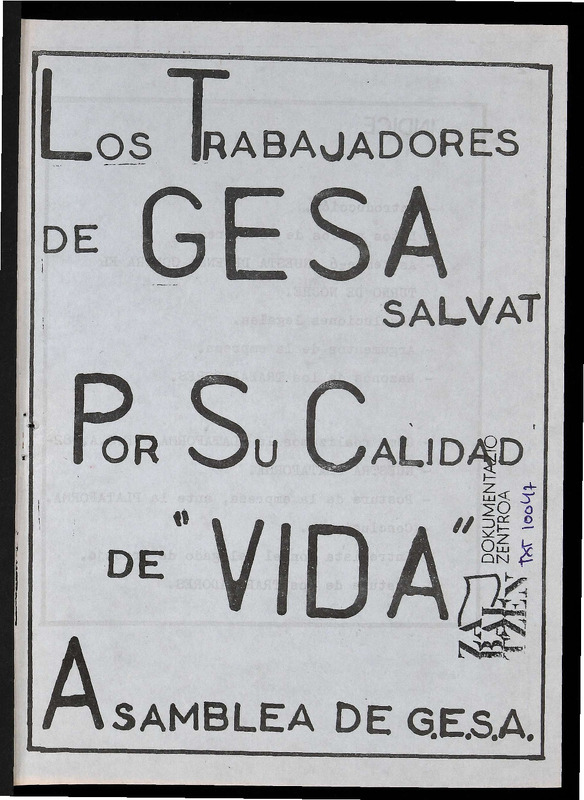 Los Trabajadores
de GESA
SALVAT
Por Su Calidad
de "VIDA"
Asamblea de G.E.S.A.
DOKUMENTAZIO
ZENTROA
TXT 10047